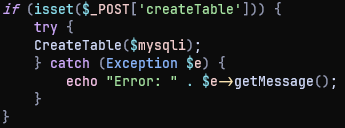 if (isset($_POST['createTable'])) {
    try {
    CreateTable($mysqli);
    } catch (Exception $e) {
        echo "Error: " . $e->getMessage();
    }
}